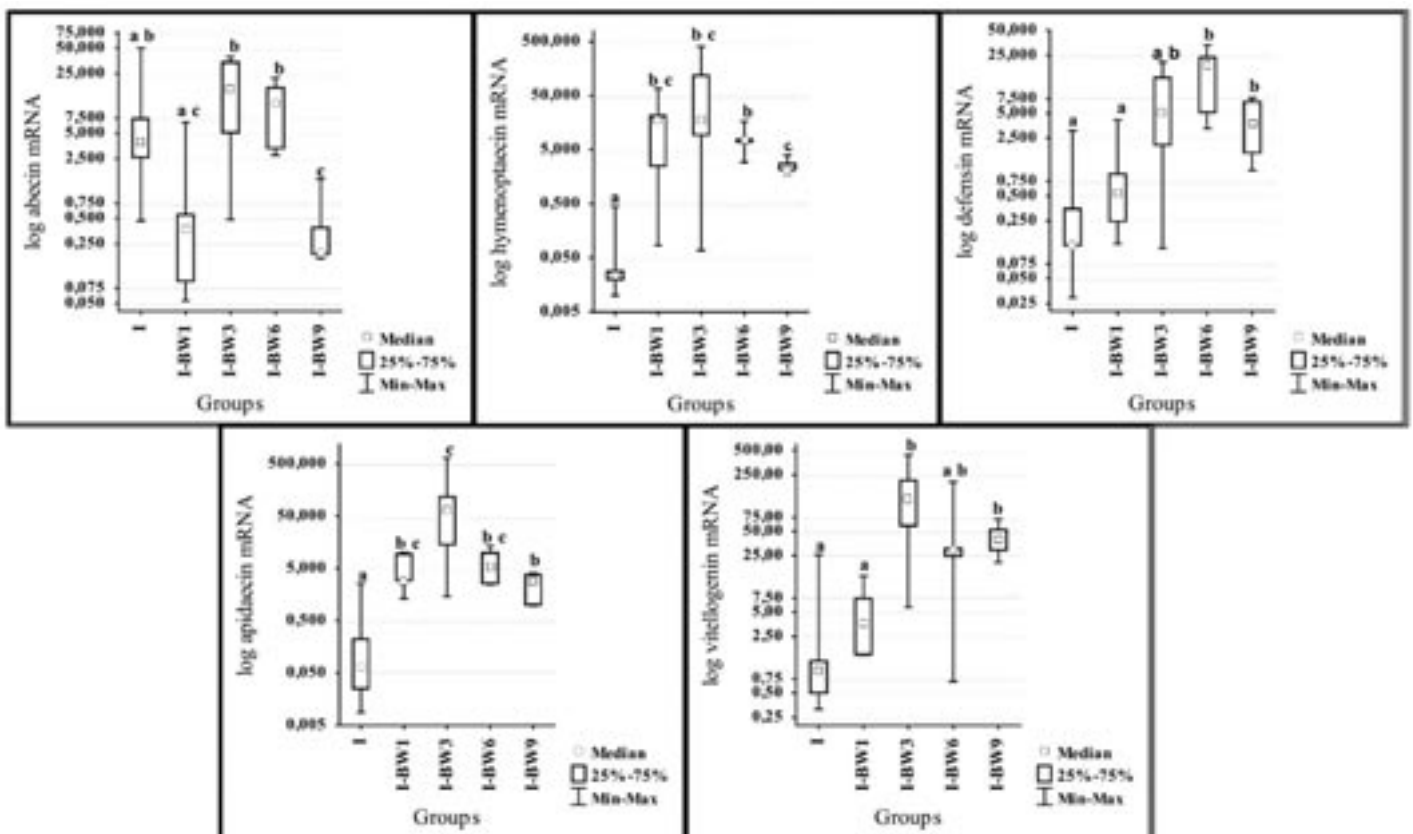 log abecin mRNA
75,000
50,000
25,000
7,500
5,000
2,500
0,750
0,500
0,250
0,075
0,050
a b
a c
b
b
c
I
I-BW1
I-BW3
I-BW6
I-BW9
Groups
Median
25%-75%
Min-Max
log hymenoptaecin mRNA
500,000
50,000
5,000
0,500
0,050
0,005
a
b c
b c
b
c
I
I-BW1
I-BW3
I-BW6
I-BW9
Groups
Median
25%-75%
Min-Max
log defensin mRNA
50,000
25,000
7,500
5,000
2,500
0,750
0,500
0,250
0,075
0,050
0,025
a
a
a b
b
b
I
I-BW1
I-BW3
I-BW6
I-BW9
Groups
Median
25%-75%
Min-Max
log apidaecin mRNA
500,000
50,000
5,000
0,500
0,050
0,005
a
b c
c
b c
b
I
I-BW1
I-BW3
I-BW6
I-BW9
Groups
Median
25%-75%
Min-Max
log vitellogenin mRNA
500,00
250,00
75,00
50,00
25,00
7,50
5,00
2,50
0,75
0,50
0,25
a
a
b
a b
b
I
I-BW1
I-BW3
I-BW6
I-BW9
Groups
Median
25%-75%
Min-Max